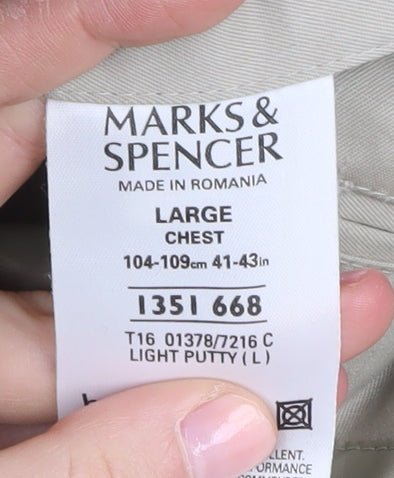 MARKS &
SPENCER
MADE IN ROMANIA
LARGE
CHEST
104-109cm 41-43in
1351 668
T16 01378/7216 C
LIGHT PUTTY (L)